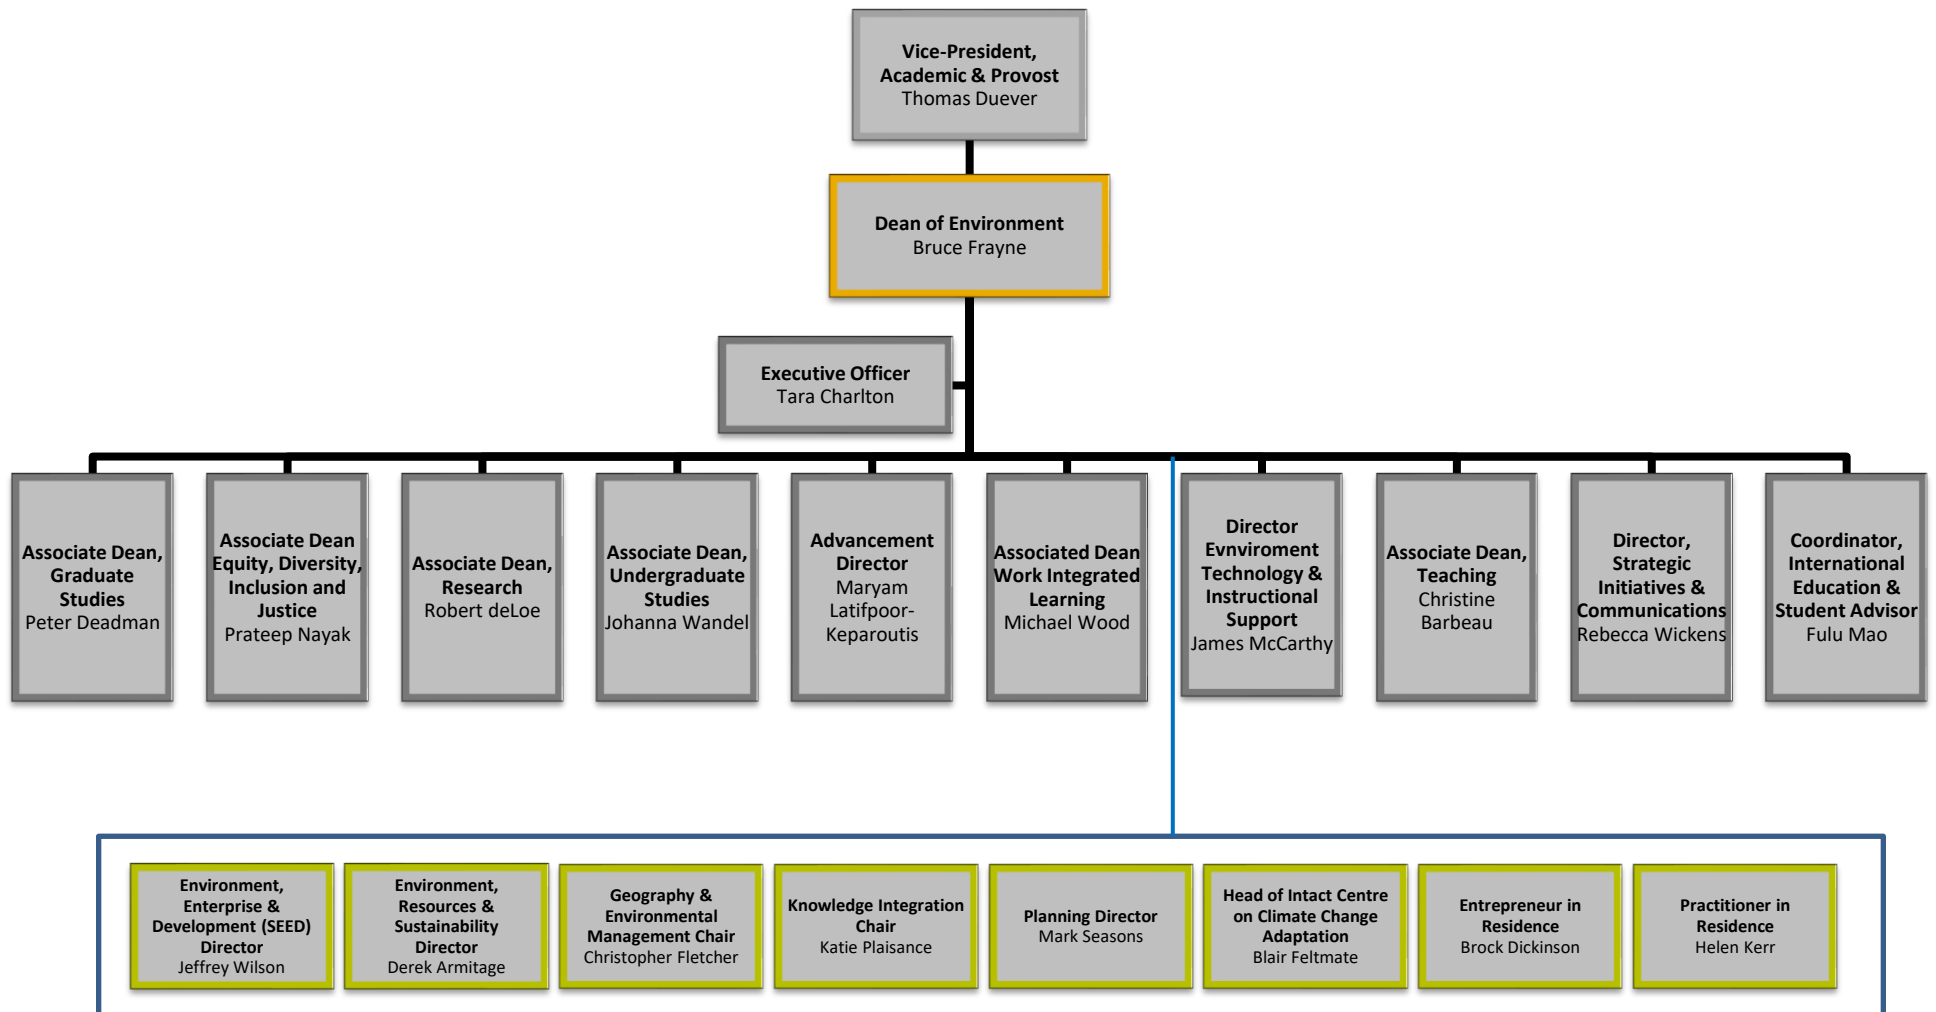 Vice-President,
Academic & Provost
Thomas Duever
Dean of Environment
Bruce Frayne
Executive Officer
Tara Charlton
Associate Dean,
Graduate
Studies
Peter Deadman
Associate Dean
Equity, Diversity,
Inclusion and
Justice
Prateep Nayak
Associate Dean,
Research
Robert deLoe
Associate Dean,
Undergraduate
Studies
Johanna Wandel
Advancement
Director
Maryam
Latifpoor-
Keparoutis
Associated Dean
Work Integrated
Learning
Michael Wood
Director
Evnviroment
Technology &
Instructional
Support
James McCarthy
Associate Dean,
Teaching
Christine
Barbeau
Director,
Strategic
Initiatives &
Communications
Rebecca Wickens
Coordinator,
International
Education &
Student Advisor
Fulu Mao
Environment,
Enterprise &
Development (SEED)
Director
Jeffrey Wilson
Environment,
Resources &
Sustainability
Director
Derek Armitage
Geography &
Environmental
Management Chair
Christopher Fletcher
Knowledge Integration
Chair
Katie Plaisance
Planning Director
Mark Seasons
Head of Intact Centre
on Climate Change
Adaptation
Blair Feltmate
Entrepreneur in
Residence
Brock Dickinson
Practitioner in
Residence
Helen Kerr